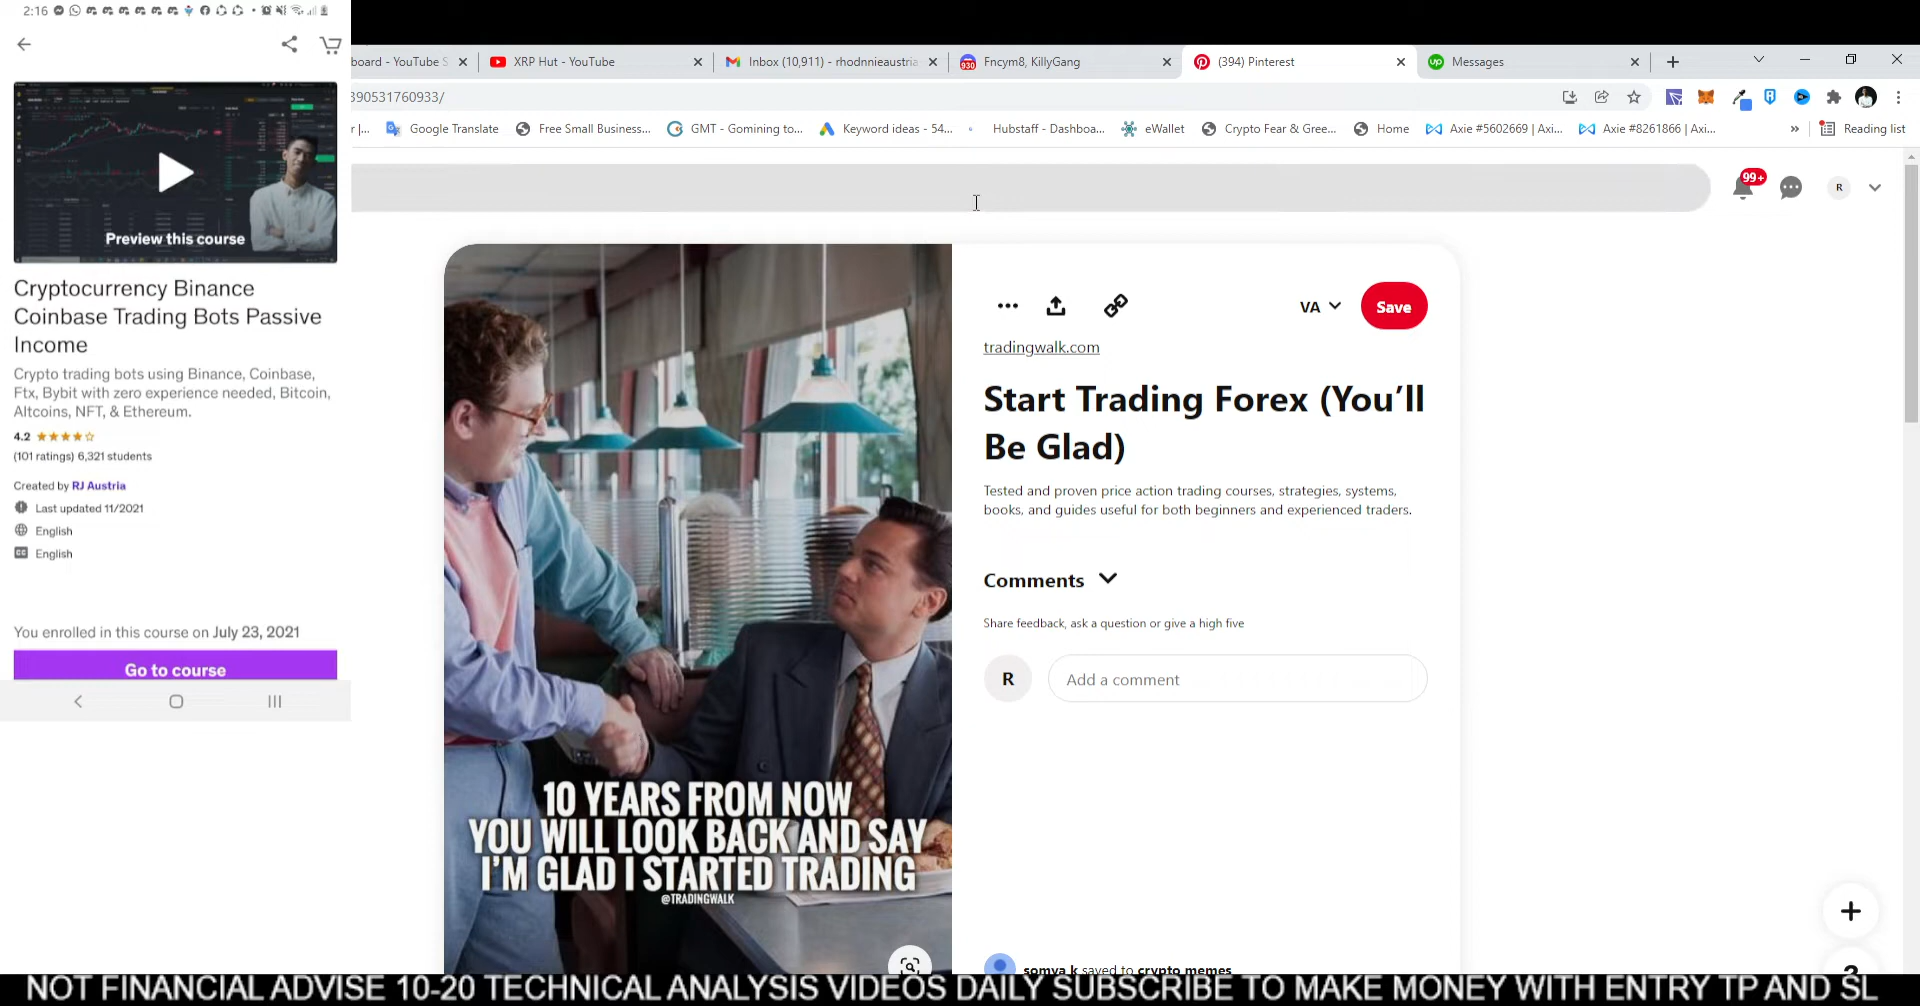 2:16
Preview this course
Cryptocurrency Binance
Coinbase Trading Bots Passive
Income
Crypto trading bots using Binance, Coinbase,
Ftx, Bybit with zero experience needed, Bitcoin,
Altcoins, NFT, & Ethereum.
4.2
(101 ratings) 6,321 students
Created by RJ Austria
Last updated 11/2021
English
English
You enrolled in this course on July 23, 2021
Go to course
board - YouTube S
XRP Hut - YouTube
Inbox (10,911) - rhodnnieaustria
930
Fncym8, KillyGang
(394) Pinterest
up
Messages
390531760933/
r |...
Google Translate
Free Small Business...
GMT - Gomining to...
Keyword ideas - 54...
Hubstaff - Dashboa...
eWallet
Crypto Fear & Gree...
Home
Axie #5602669 | Axi...
Axie #8261866 | Axi...
»
Reading list
99+
R
VA
Save
tradingwalk.com
Start Trading Forex (You’ll
Be Glad)
Tested and proven price action trading courses, strategies, systems,
books, and guides useful for both beginners and experienced traders.
Comments
Share feedback, ask a question or give a high five
R
Add a comment
somya k saved to crypto memes
10 YEARS FROM NOW
YOU WILL LOOK BACK AND SAY
I'M GLAD I STARTED TRADING
@TRADINGWALK
NOT FINANCIAL ADVISE 10-20 TECHNICAL ANALYSIS VIDEOS DAILY SUBSCRIBE TO MAKE MONEY WITH ENTRY TP AND SL